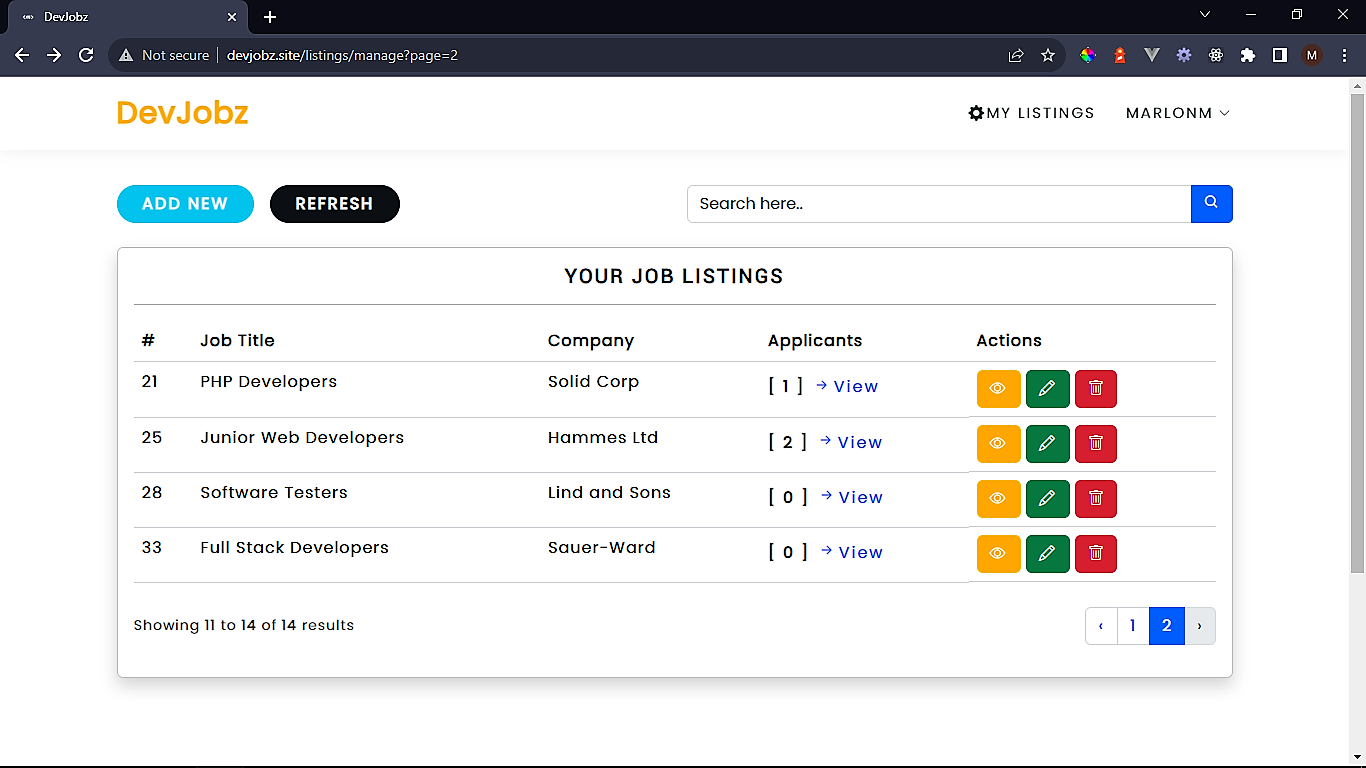 DevJobz
Not secure devjobz.site/listings/manage?page=2
M
DevJobz
MY LISTINGS
MARLONM
ADD NEW
REFRESH
Search here..
YOUR JOB LISTINGS
# Job Title Company Applicants Actions
21 PHP Developers Solid Corp [ 1 ] → View
25 Junior Web Developers Hammes Ltd [ 2 ] → View
28 Software Testers Lind and Sons [ 0 ] → View
33 Full Stack Developers Sauer-Ward [ 0 ] → View
Showing 11 to 14 of 14 results
‹ 1 2 ›